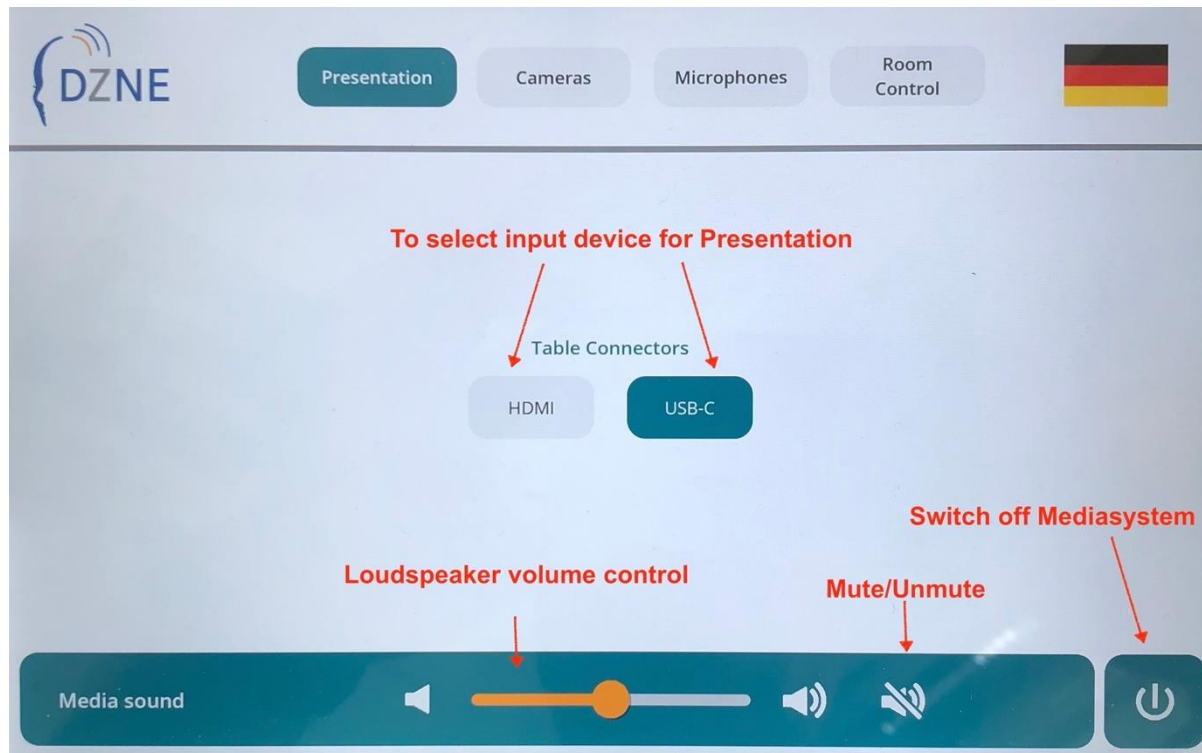 DZNE
Presentation
Cameras
Microphones
Room
Control
To select input device for Presentation
Table Connectors
HDMI
USB-C
Switch off Mediasystem
Loudspeaker volume control
Mute/Unmute
Media sound